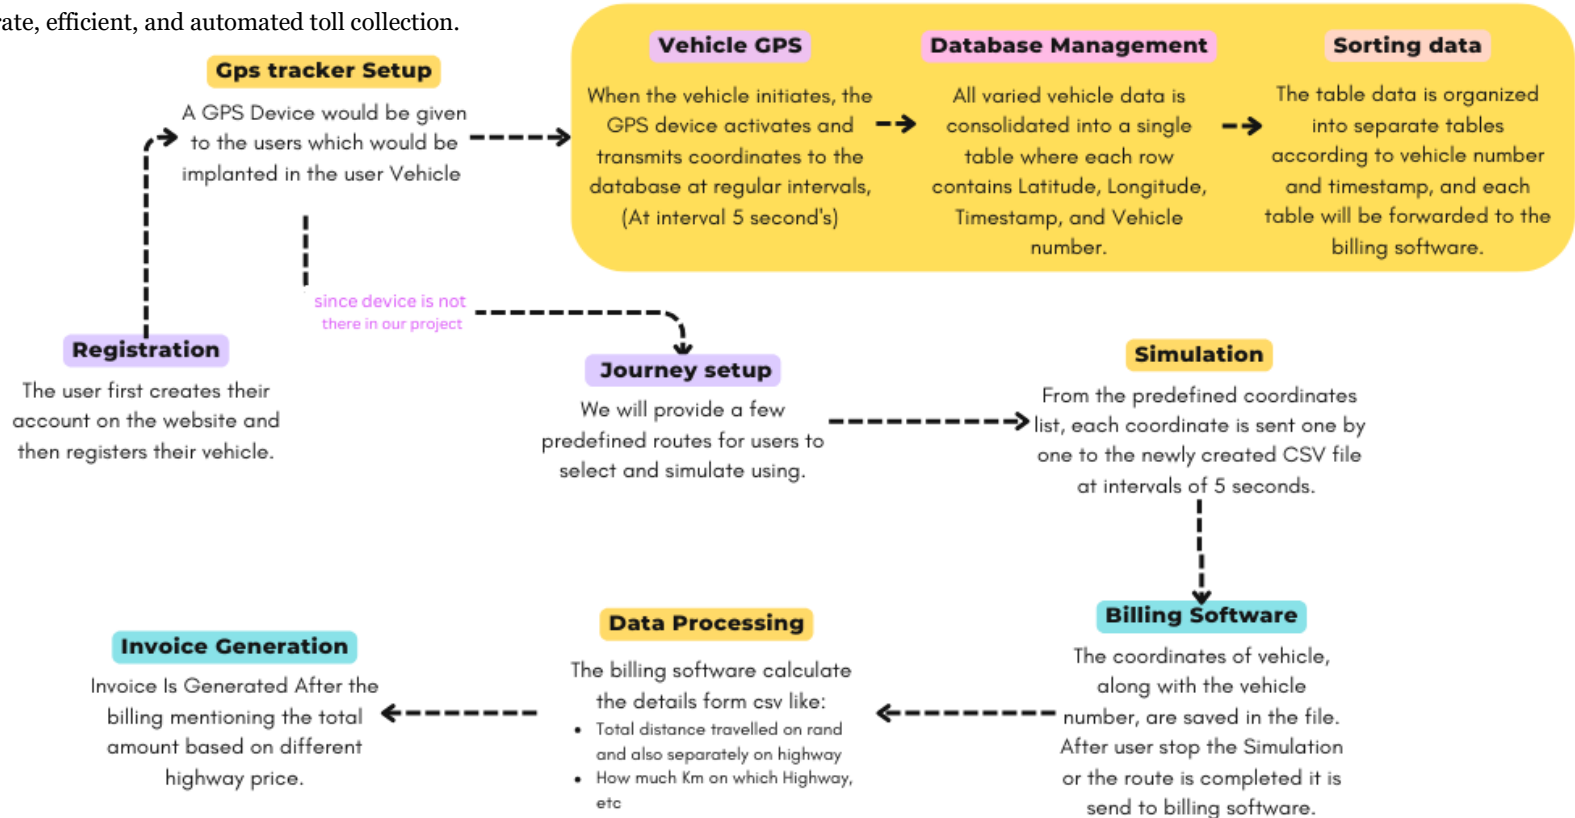 rate, efficient, and automated toll collection.
Gps tracker Setup
A GPS Device would be given
to the users which would be
implanted in the user Vehicle
Vehicle GPS
When the vehicle initiates, the
GPS device activates and
transmits coordinates to the
database at regular intervals,
(At interval 5 second's)
Database Management
All varied vehicle data is
consolidated into a single
table where each row
contains Latitude, Longitude,
Timestamp, and Vehicle
number.
Sorting data
The table data is organized
into separate tables
according to vehicle number
and timestamp, and each
table will be forwarded to the
billing software.
since device is not
there in our project
Registration
The user first creates their
account on the website and
then registers their vehicle.
Journey setup
We will provide a few
predefined routes for users to
select and simulate using.
Simulation
From the predefined coordinates
list, each coordinate is sent one by
one to the newly created CSV file
at intervals of 5 seconds.
Billing Software
The coordinates of vehicle,
along with the vehicle
number, are saved in the file.
After user stop the Simulation
or the route is completed it is
send to billing software.
Data Processing
The billing software calculate
the details form csv like:
• Total distance travelled on rand
and also separately on highway
• How much Km on which Highway,
etc
Invoice Generation
Invoice Is Generated After the
billing mentioning the total
amount based on different
highway price.